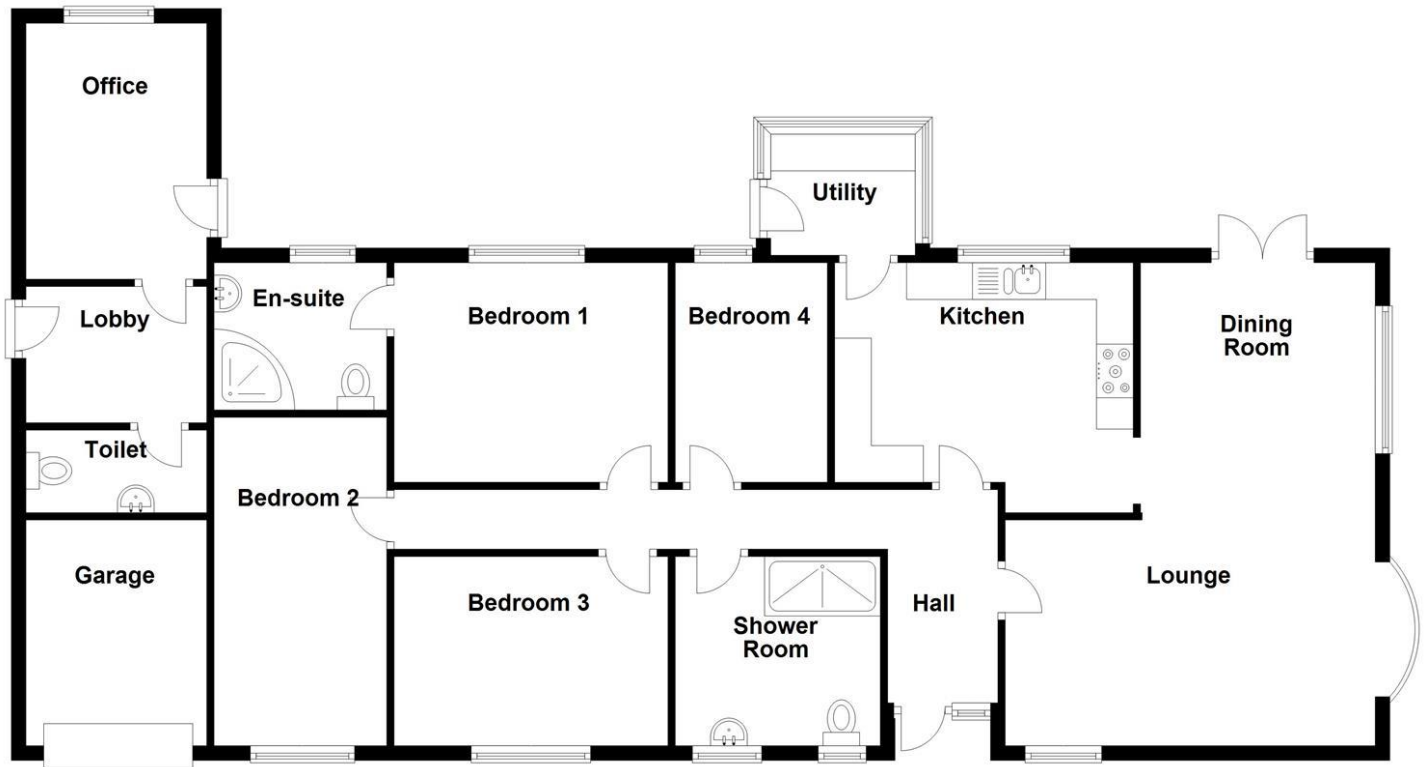 Office
Utility
En-suite
Lobby
Bedroom 1
Bedroom 4
Kitchen
Dining
Room
Toilet
Bedroom 2
Garage
Bedroom 3
Shower
Room
Hall
Lounge